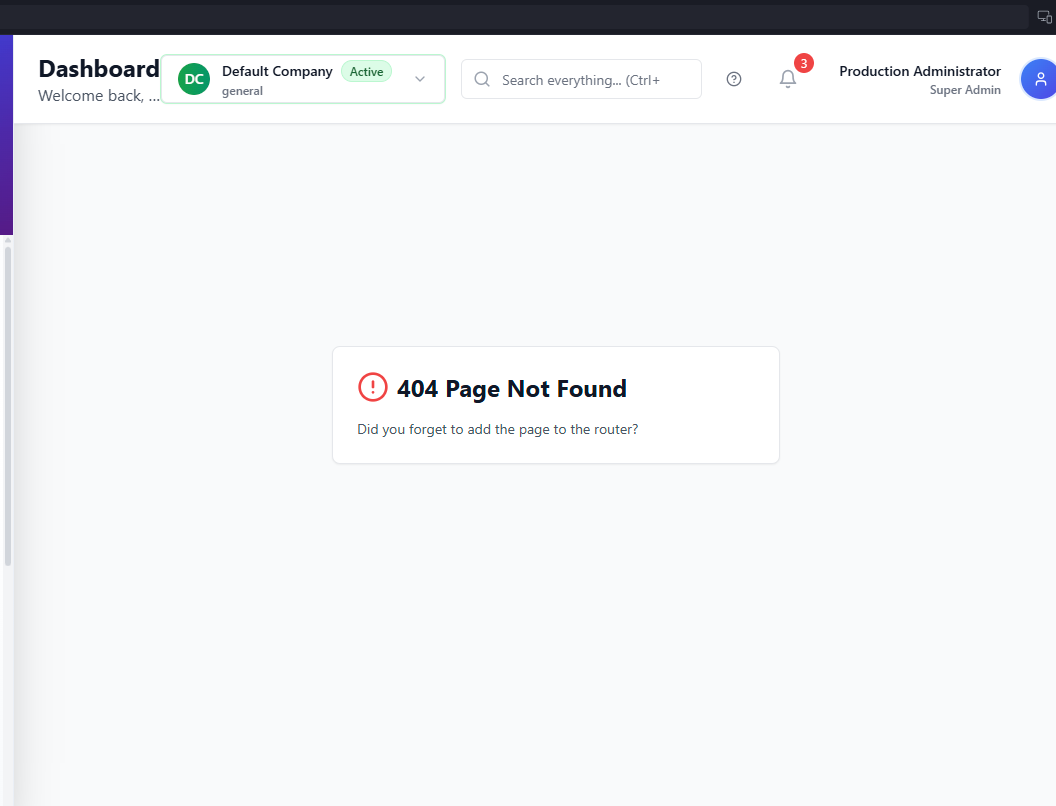 Dashboard
Welcome back, ...
DC
Default Company
Active
general
Search everything... (Ctrl+
3
Production Administrator
Super Admin
404 Page Not Found
Did you forget to add the page to the router?